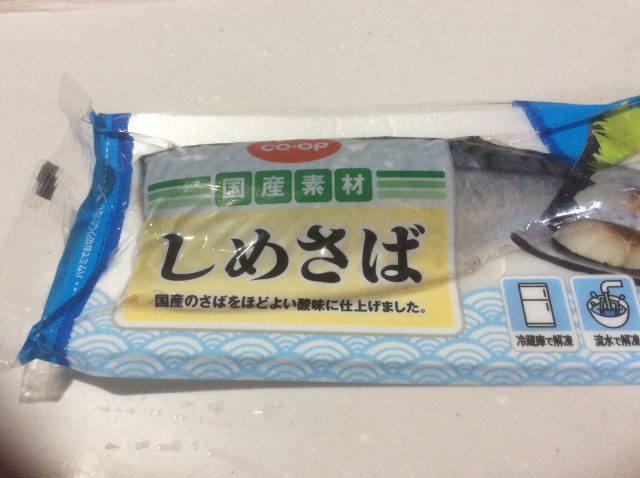 CO·OP
国産素材
しめさば
国産のさばをほどよい酸味に仕上げました。
冷蔵庫で解凍
流水で解凍